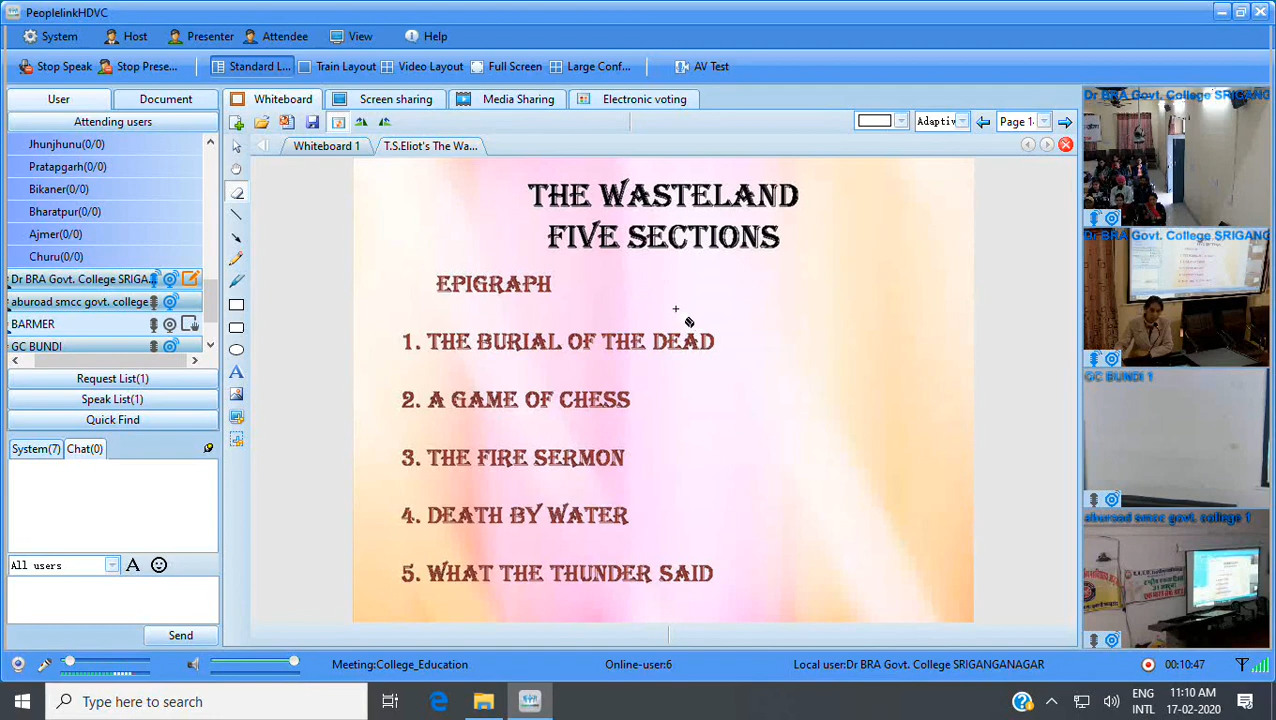 PeoplelinkHDVC
System Host Presenter Attendee View Help
Stop Speak Stop Prese... Standard L... Train Layout Video Layout Full Screen Large Conf... AV Test
User Document
Attending users
Jhunjhunu(0/0)
Pratapgarh(0/0)
Bikaner(0/0)
Bharatpur(0/0)
Ajmer(0/0)
Churu(0/0)
Dr BRA Govt. College SRIGA...
aburoad smcc govt. college
BARMER
GC BUNDI
Request List(1)
Speak List(1)
Quick Find
System(7) Chat(0)
All users
Send
Whiteboard Screen sharing Media Sharing Electronic voting
Adaptiv Page 1
Whiteboard 1 T.S.Eliot's The Wa...
THE WASTELAND
FIVE SECTIONS
EPIGRAPH
1. THE BURIAL OF THE DEAD
2. A GAME OF CHESS
3. THE FIRE SERMON
4. DEATH BY WATER
5. WHAT THE THUNDER SAID
Dr BRA Govt. College SRIGANG
Dr BRA Govt. College SRIGANG
GC BUNDI 1
aburoad smcc govt. college 1
Meeting:College_Education Online-user:6 Local user:Dr BRA Govt. College SRIGANGANAGAR 00:10:47
Type here to search
ENG
INTL
11:10 AM
17-02-2020